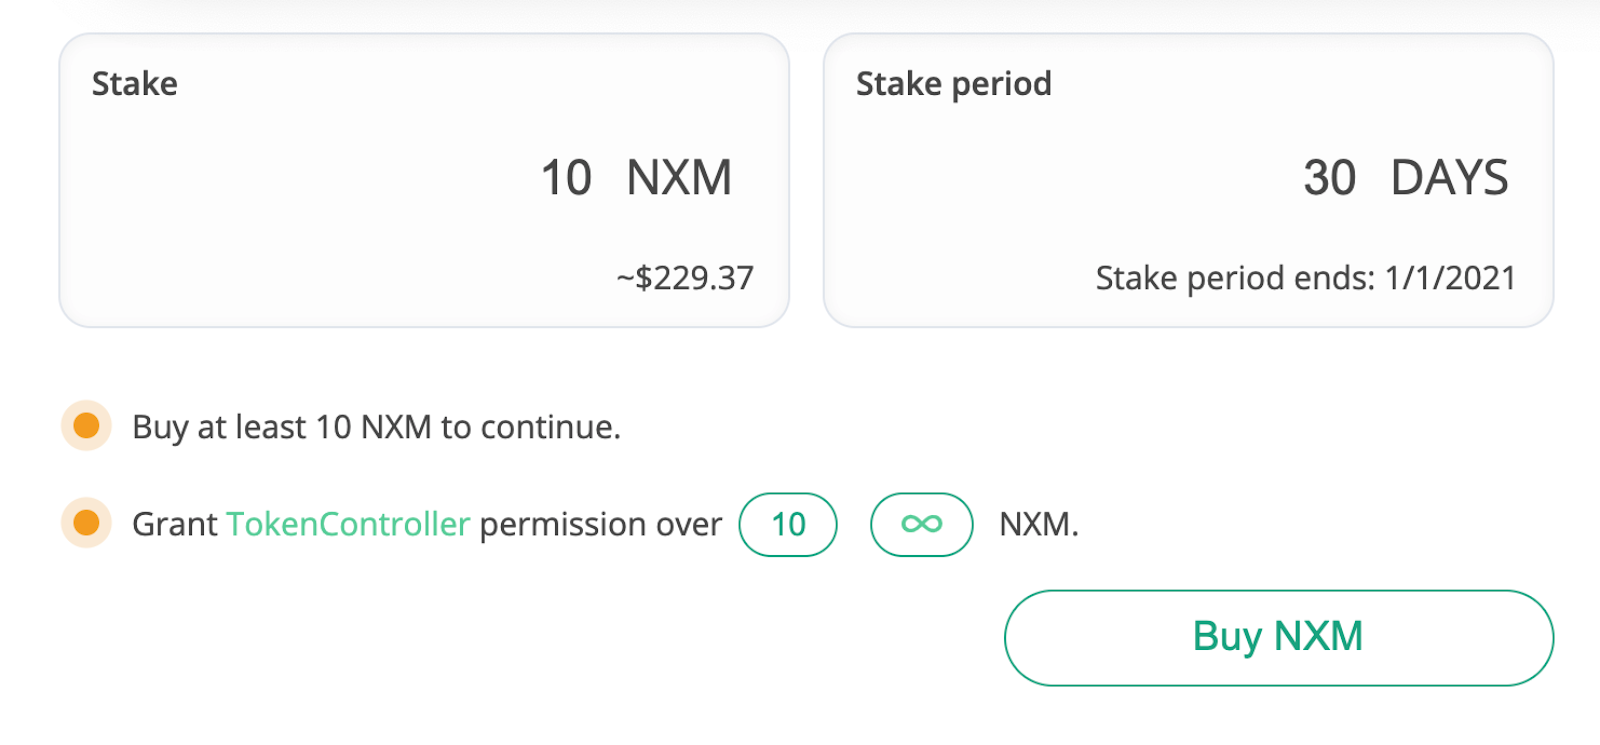 Stake
10 NXM
~$229.37
Stake period
30 DAYS
Stake period ends: 1/1/2021
Buy at least 10 NXM to continue.
Grant TokenController permission over 10 ∞ NXM.
Buy NXM